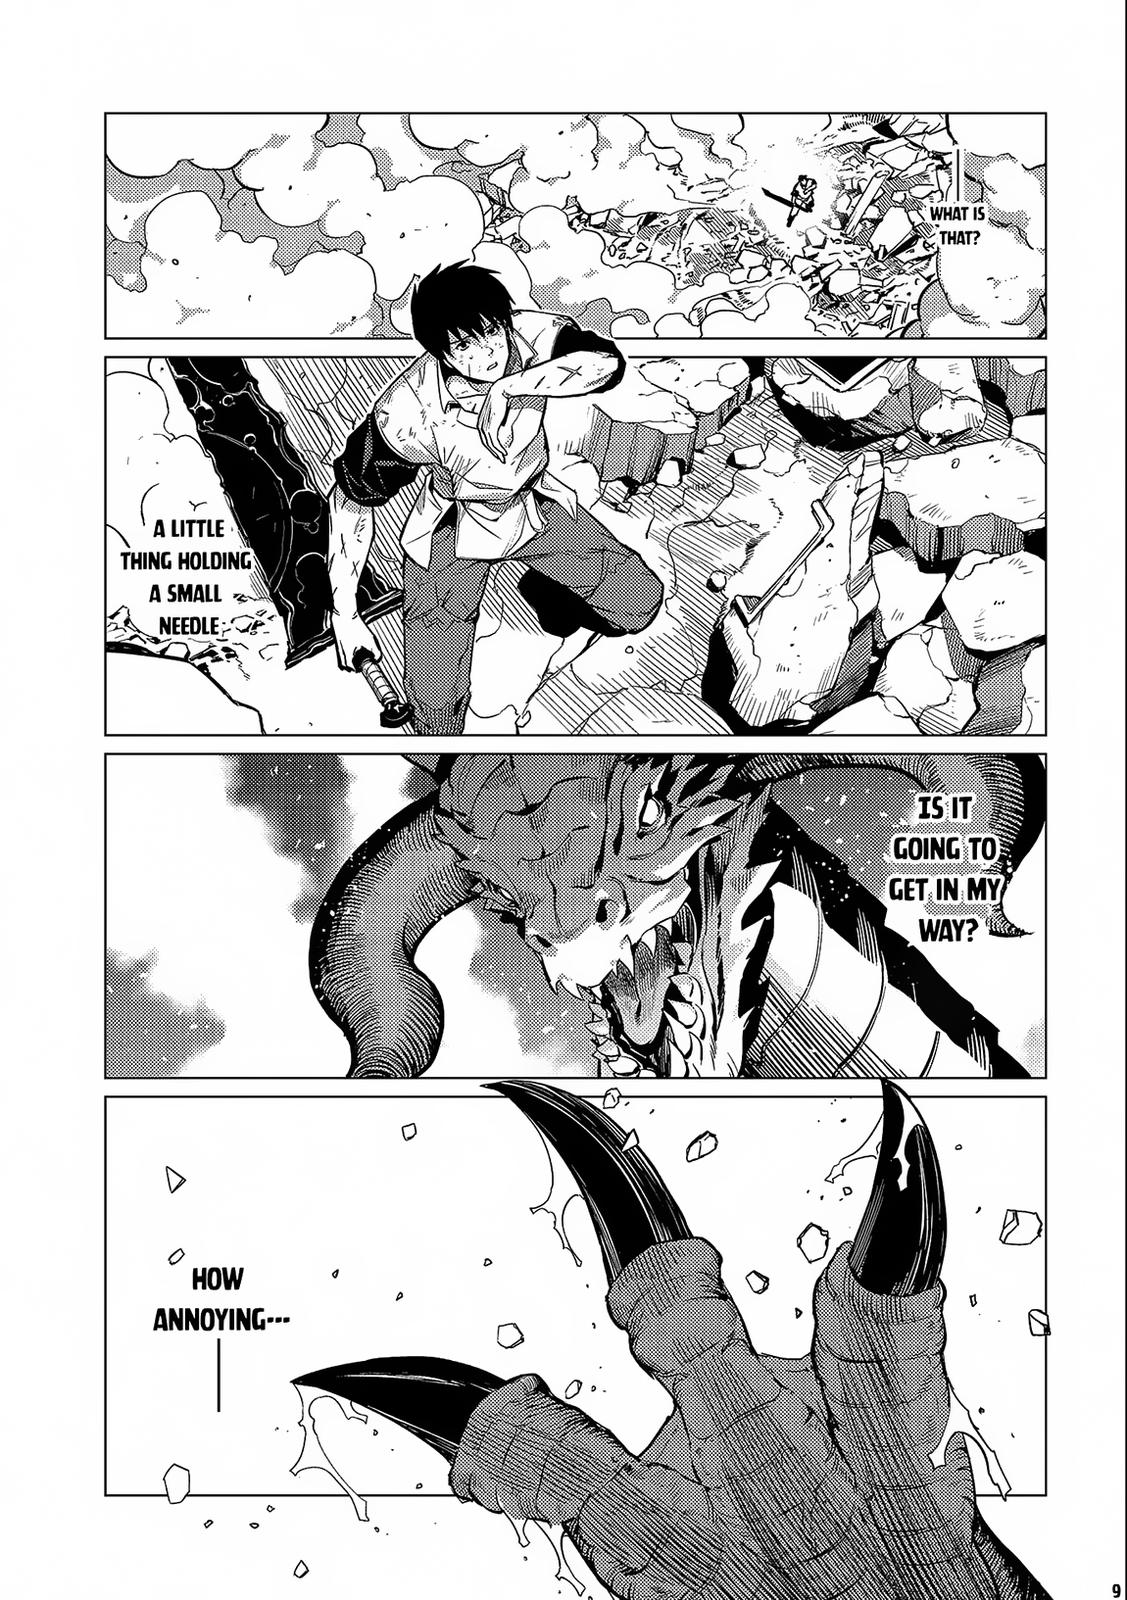 WHAT IS
THAT?
A LITTLE
THING HOLDING
A SMALL
NEEDLE
IS IT
GOING TO
GET IN MY
WAY?
HOW
ANNOYING...
9